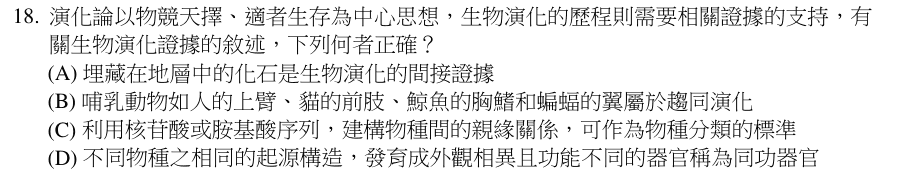 18. 演化論以物競天擇、適者生存為中心思想，生物演化的歷程則需要相關證據的支持，有
關生物演化證據的敘述，下列何者正確？
(A) 埋藏在地層中的化石是生物演化的間接證據
(B) 哺乳動物如人的上臂、貓的前肢、鯨魚的胸鰭和蝙蝠的翼屬於趨同演化
(C) 利用核苷酸或胺基酸序列，建構物種間的親緣關係，可作為物種分類的標準
(D) 不同物種之相同的起源構造，發育成外觀相異且功能不同的器官稱為同功器官